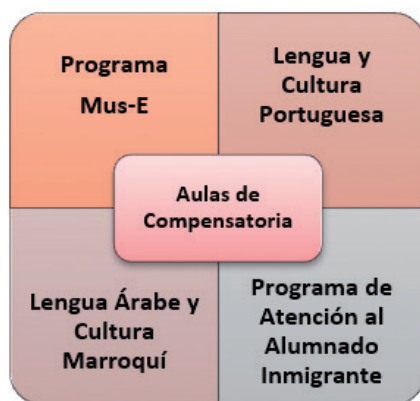 Programa
Mus-E
Lengua y
Cultura
Portuguesa
Aulas de
Compensatoria
Lengua Árabe y
Cultura
Marroquí
Programa de
Atención al
Alumnado
Inmigrante